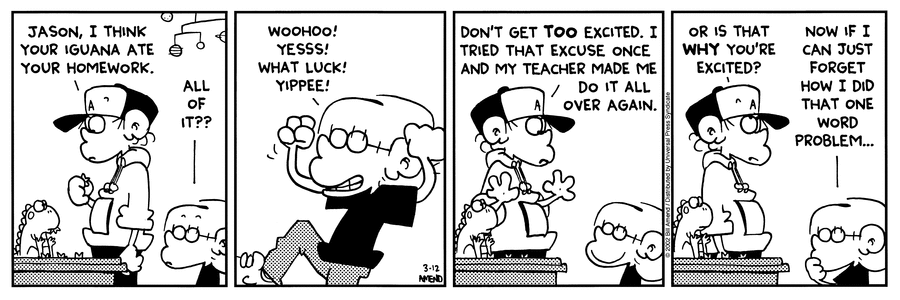 JASON, I THINK
YOUR IGUANA ATE
YOUR HOMEWORK.
A
ALL
OF
IT??
WOOHOO!
YESSS!
WHAT LUCK!
YIPPEE!
3-12
AMEND
DON'T GET TOO EXCITED. I
TRIED THAT EXCUSE ONCE
AND MY TEACHER MADE ME
DO IT ALL
OVER AGAIN.
A
© 2002 Bill Amend / Distributed by Universal Press Syndicate
OR IS THAT
WHY YOU'RE
EXCITED?
A
NOW IF I
CAN JUST
FORGET
HOW I DID
THAT ONE
WORD
PROBLEM...